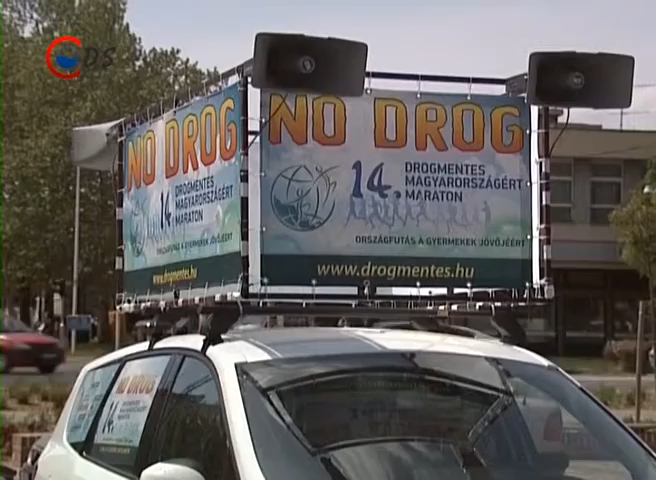 DS
NO DROG
14.
DROGMENTES
MAGYARORSZÁGÉRT
MARATON
www.drogmentes.hu
NO DROG
14.
DROGMENTES
MAGYARORSZÁGÉRT
MARATON
ORSZÁGFUTÁS A GYERMEKEK JÖVŐJÉÉRT
www.drogmentes.hu
NO DROG
14.